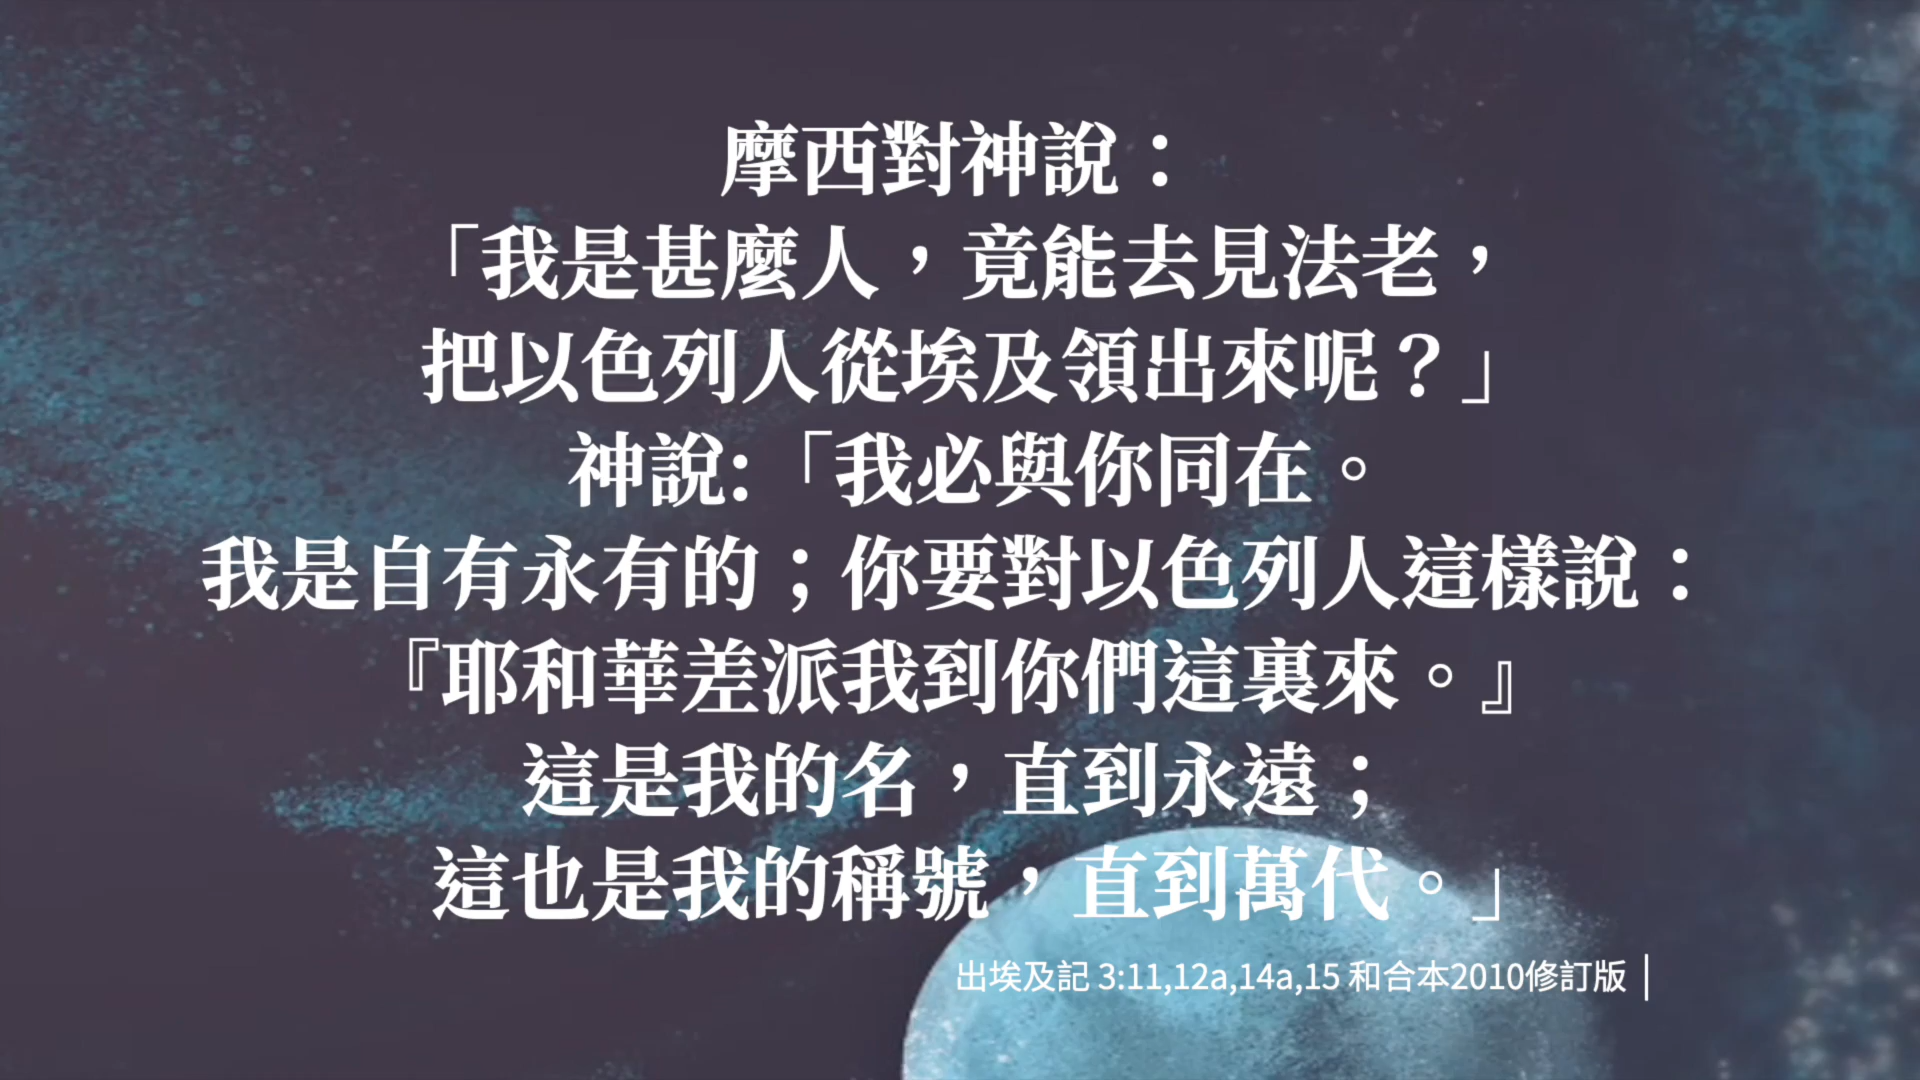 摩西對神說：
「我是甚麼人，竟能去見法老，
把以色列人從埃及領出來呢？」
神說:「我必與你同在。
我是自有永有的；你要對以色列人這樣說：
『耶和華差派我到你們這裏來。』
這是我的名，直到永遠；
這也是我的稱號，直到萬代。」
出埃及記 3:11,12a,14a,15 和合本2010修訂版